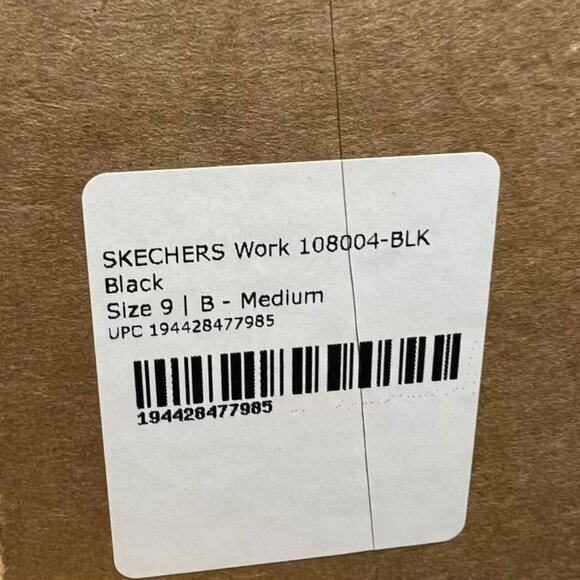 SKECHERS Work 108004-BLK
Black
Size 9 | B - Medium
UPC 194428477985
194428477985